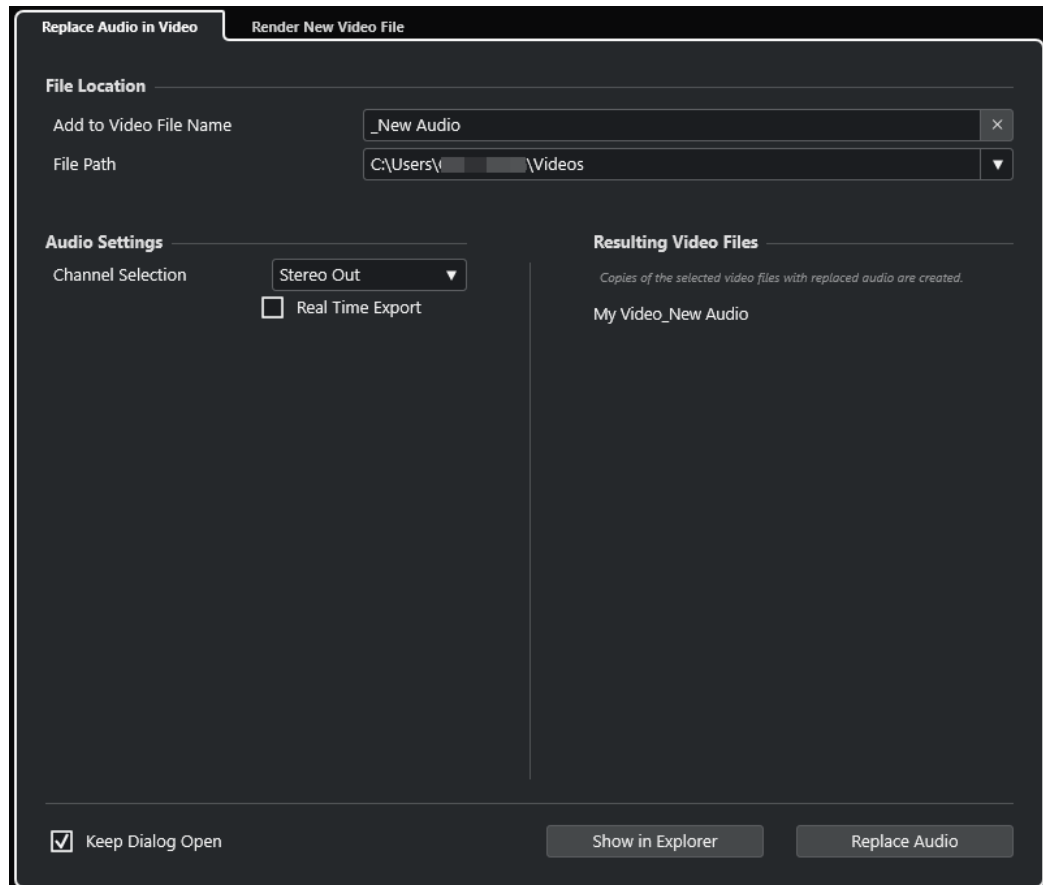 Replace Audio in Video
Render New Video File
File Location
Add to Video File Name
_New Audio
File Path
C:\Users\ \Videos
Audio Settings
Channel Selection
Stereo Out
Real Time Export
Resulting Video Files
Copies of the selected video files with replaced audio are created.
My Video_New Audio
Keep Dialog Open
Show in Explorer
Replace Audio